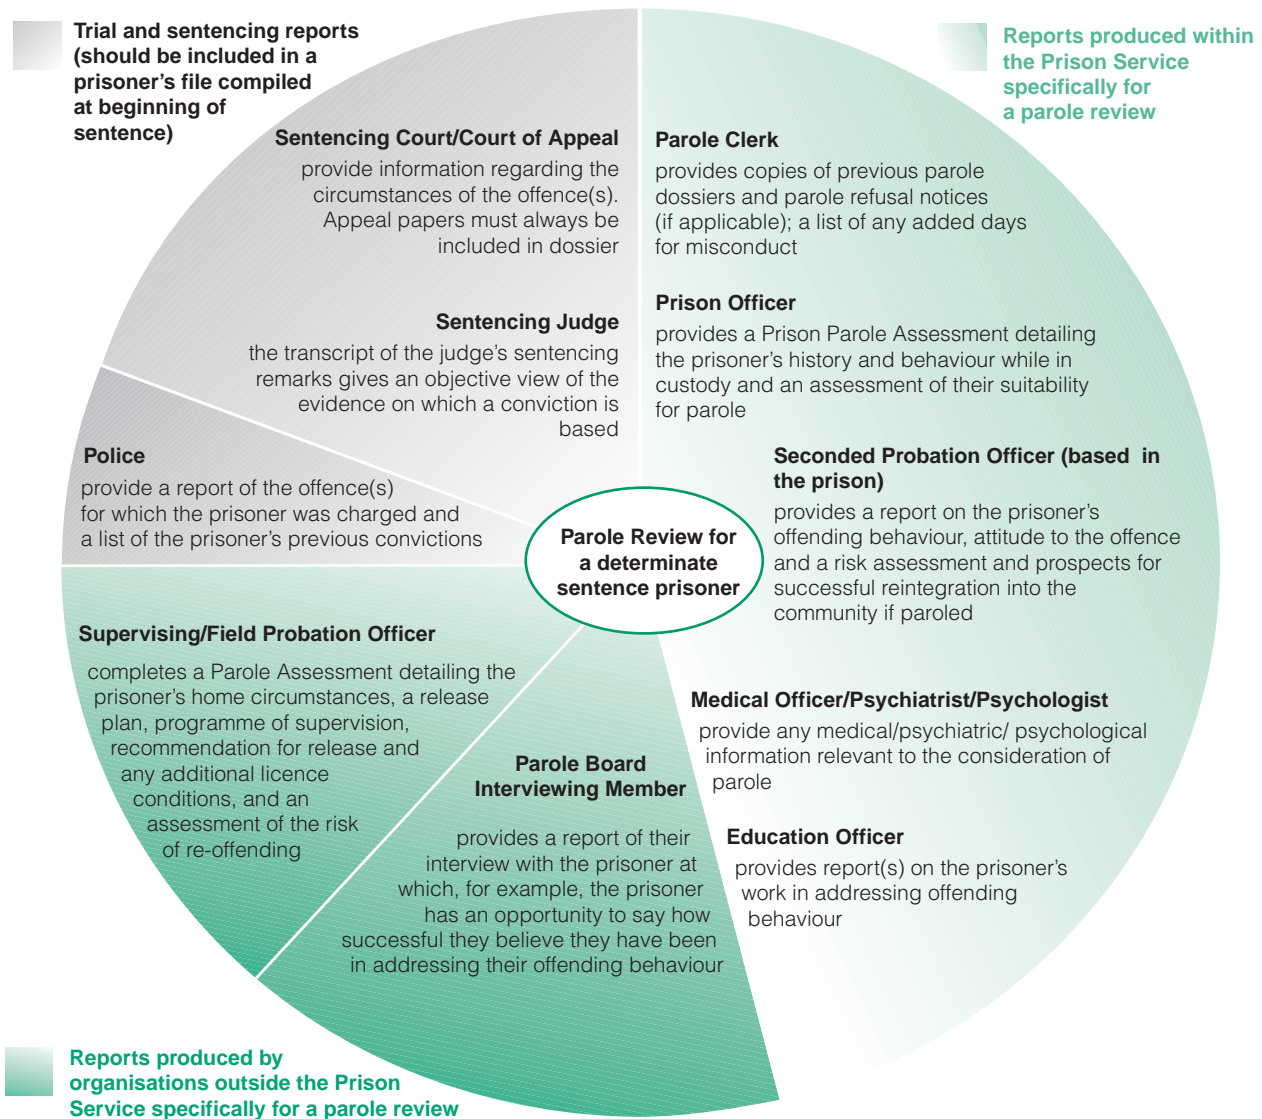 Trial and sentencing reports
(should be included in a
prisoner's file compiled
at beginning of
sentence)
Reports produced within
the Prison Service
specifically for
a parole review
Sentencing Court/Court of Appeal
provide information regarding the
circumstances of the offence(s).
Appeal papers must always be
included in dossier
Sentencing Judge
the transcript of the judge's sentencing
remarks gives an objective view of the
evidence on which a conviction is
based
Police
provide a report of the offence(s)
for which the prisoner was charged and
a list of the prisoner's previous convictions
Parole Clerk
provides copies of previous parole
dossiers and parole refusal notices
(if applicable); a list of any added days
for misconduct
Prison Officer
provides a Prison Parole Assessment detailing
the prisoner's history and behaviour while in
custody and an assessment of their suitability
for parole
Seconded Probation Officer (based in
the prison)
provides a report on the prisoner's
offending behaviour, attitude to the offence
and a risk assessment and prospects for
successful reintegration into the
community if paroled
Parole Review for
a determinate
sentence prisoner
Medical Officer/Psychiatrist/Psychologist
provide any medical/psychiatric/ psychological
information relevant to the consideration of
parole
Education Officer
provides report(s) on the prisoner's
work in addressing offending
behaviour
Supervising/Field Probation Officer
completes a Parole Assessment detailing the
prisoner's home circumstances, a release
plan, programme of supervision,
recommendation for release and
any additional licence
conditions, and an
assessment of the risk
of re-offending
Parole Board
Interviewing Member
provides a report of their
interview with the prisoner at
which, for example, the prisoner
has an opportunity to say how
successful they believe they have been
in addressing their offending behaviour
Reports produced by
organisations outside the Prison
Service specifically for a parole review